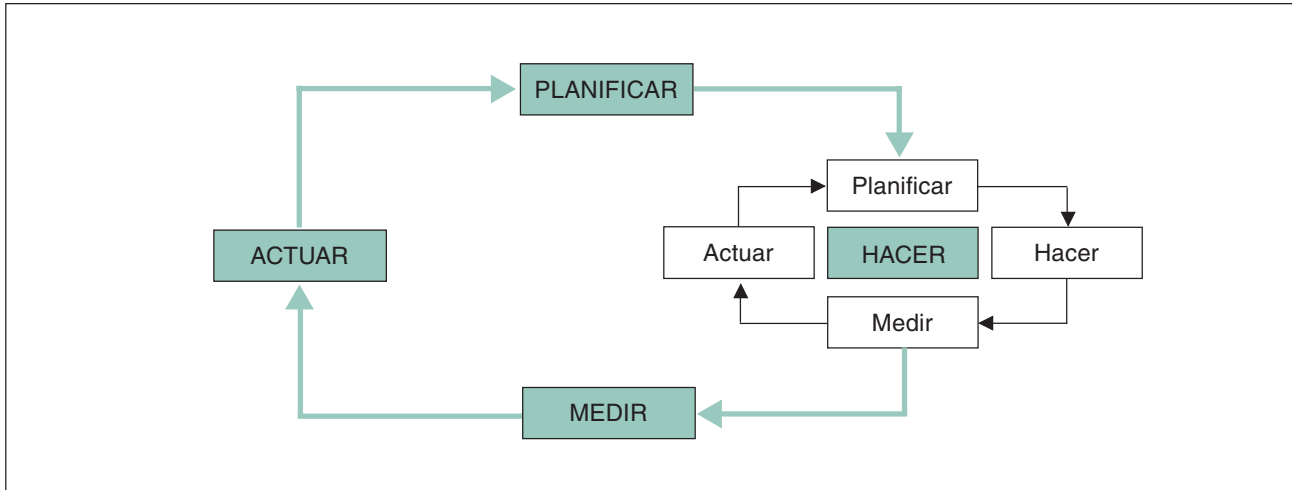 PLANIFICAR
Planificar
ACTUAR
Actuar
HACER
Hacer
Medir
MEDIR